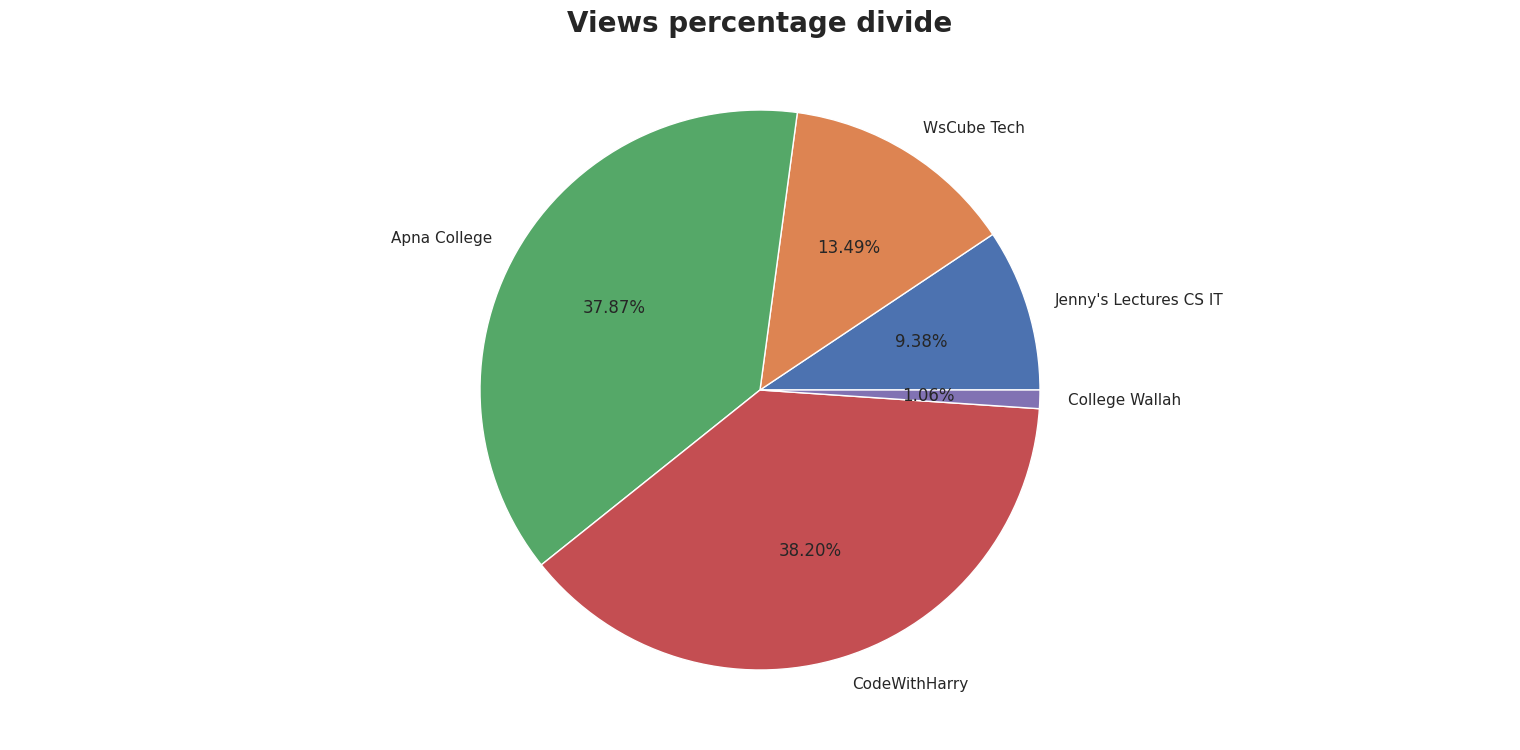 Views percentage divide
WsCube Tech
Apna College
13.49%
Jenny's Lectures CS IT
37.87%
9.38%
1.06%
College Wallah
38.20%
CodeWithHarry